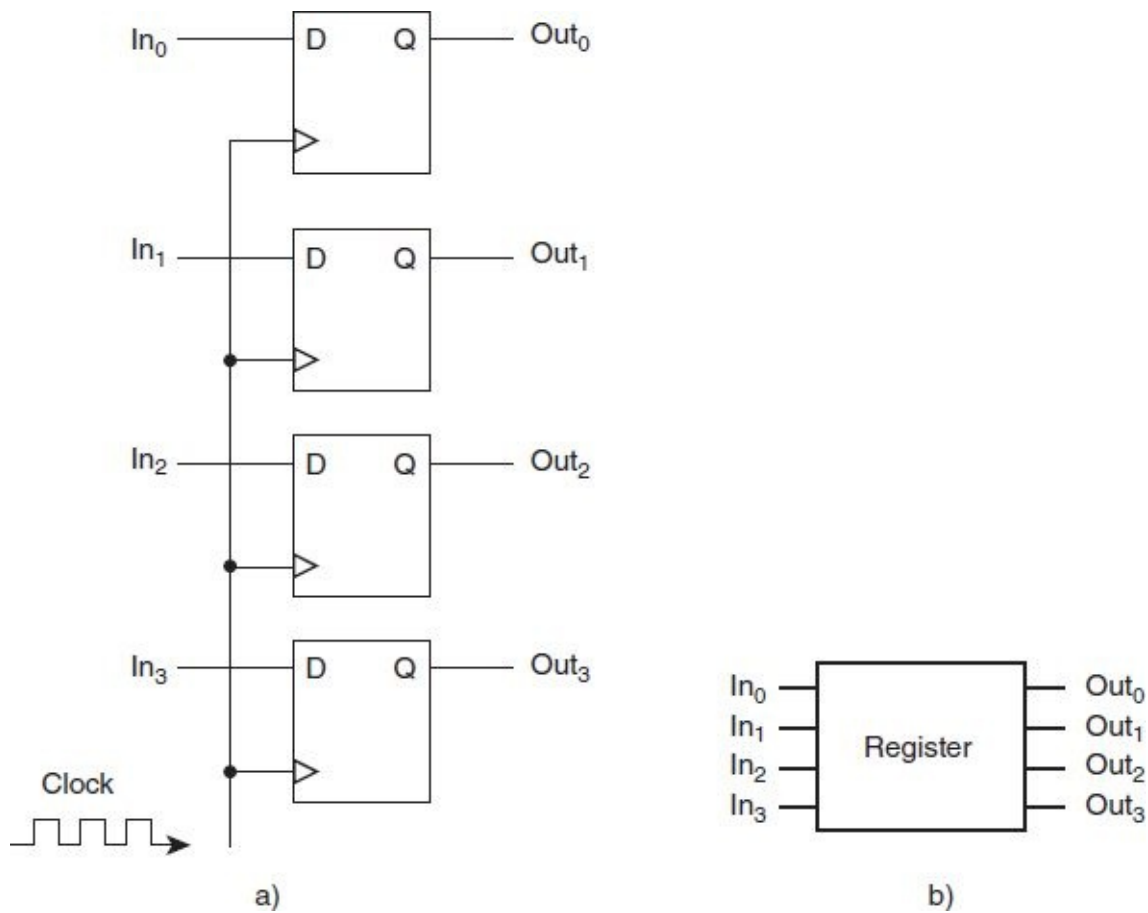 In₀ D Q Out₀
In₁ D Q Out₁
In₂ D Q Out₂
In₃ D Q Out₃
Clock
a)
In₀ Out₀
In₁ Out₁
Register
In₂ Out₂
In₃ Out₃
b)